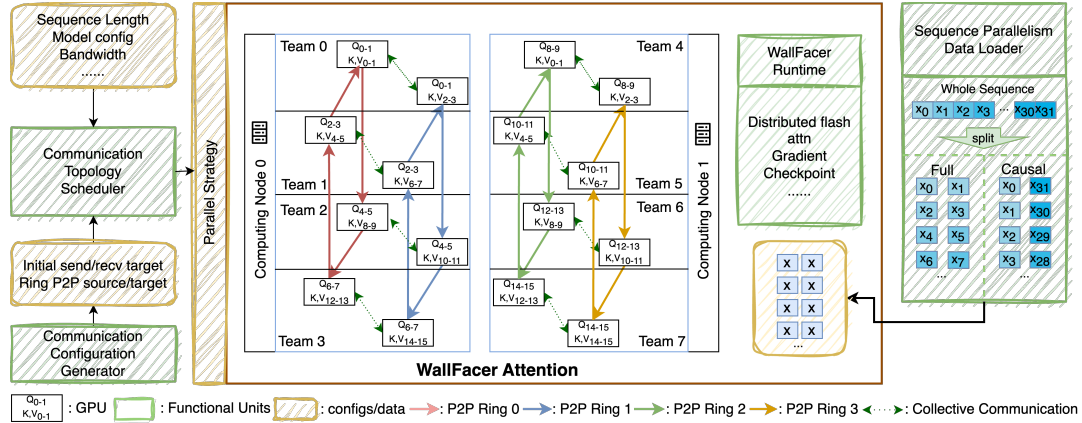 Sequence Length
Model config
Bandwidth
......
Communication
Topology
Scheduler
Initial send/recv target
Ring P2P source/target
Communication
Configuration
Generator
Parallel Strategy
Computing Node 0
Team 0
Q0-1
K,V0-1
Q0-1
K,V2-3
Q2-3
K,V4-5
Q2-3
K,V6-7
Team 1
Team 2
Q4-5
K,V8-9
Q4-5
K,V10-11
Q6-7
K,V12-13
Q6-7
K,V14-15
Team 3
Team 4
Q8-9
K,V0-1
Q8-9
K,V2-3
Q10-11
K,V4-5
Q10-11
K,V6-7
Team 5
Team 6
Q12-13
K,V8-9
Q12-13
K,V10-11
Q14-15
K,V12-13
Q14-15
K,V14-15
Team 7
Computing Node 1
WallFacer Attention
WallFacer
Runtime
Distributed flash
attn
Gradient
Checkpoint
......
x x
x x
x x
x x
...
Sequence Parallelism
Data Loader
Whole Sequence
x0 x1 x2 x3 ... x30 x31
split
Full
x0 x1
x2 x3
x4 x5
x6 x7
...
Causal
x0 x31
x1 x30
x2 x29
x3 x28
...
Q0-1
K,V0-1
: GPU
: Functional Units
: configs/data
: P2P Ring 0
: P2P Ring 1
: P2P Ring 2
: P2P Ring 3
: Collective Communication